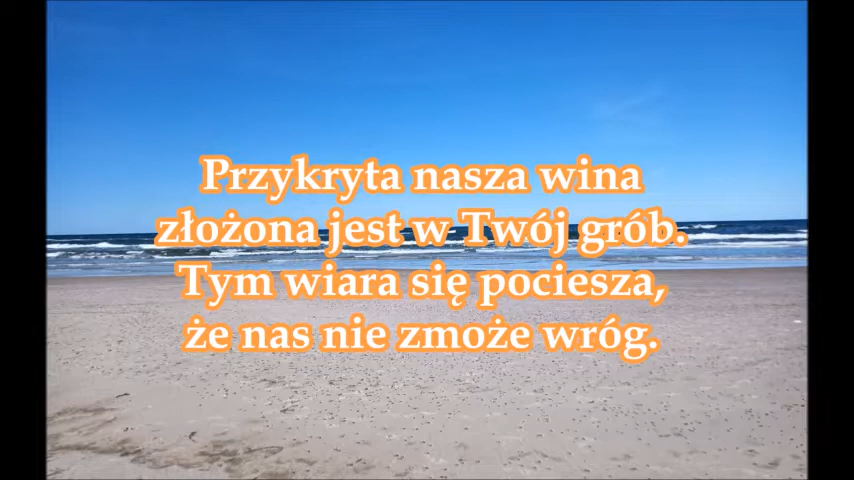 Przykryta nasza wina
złożona jest w Twój grób.
Tym wiara się pociesza,
że nas nie zmoże wróg.